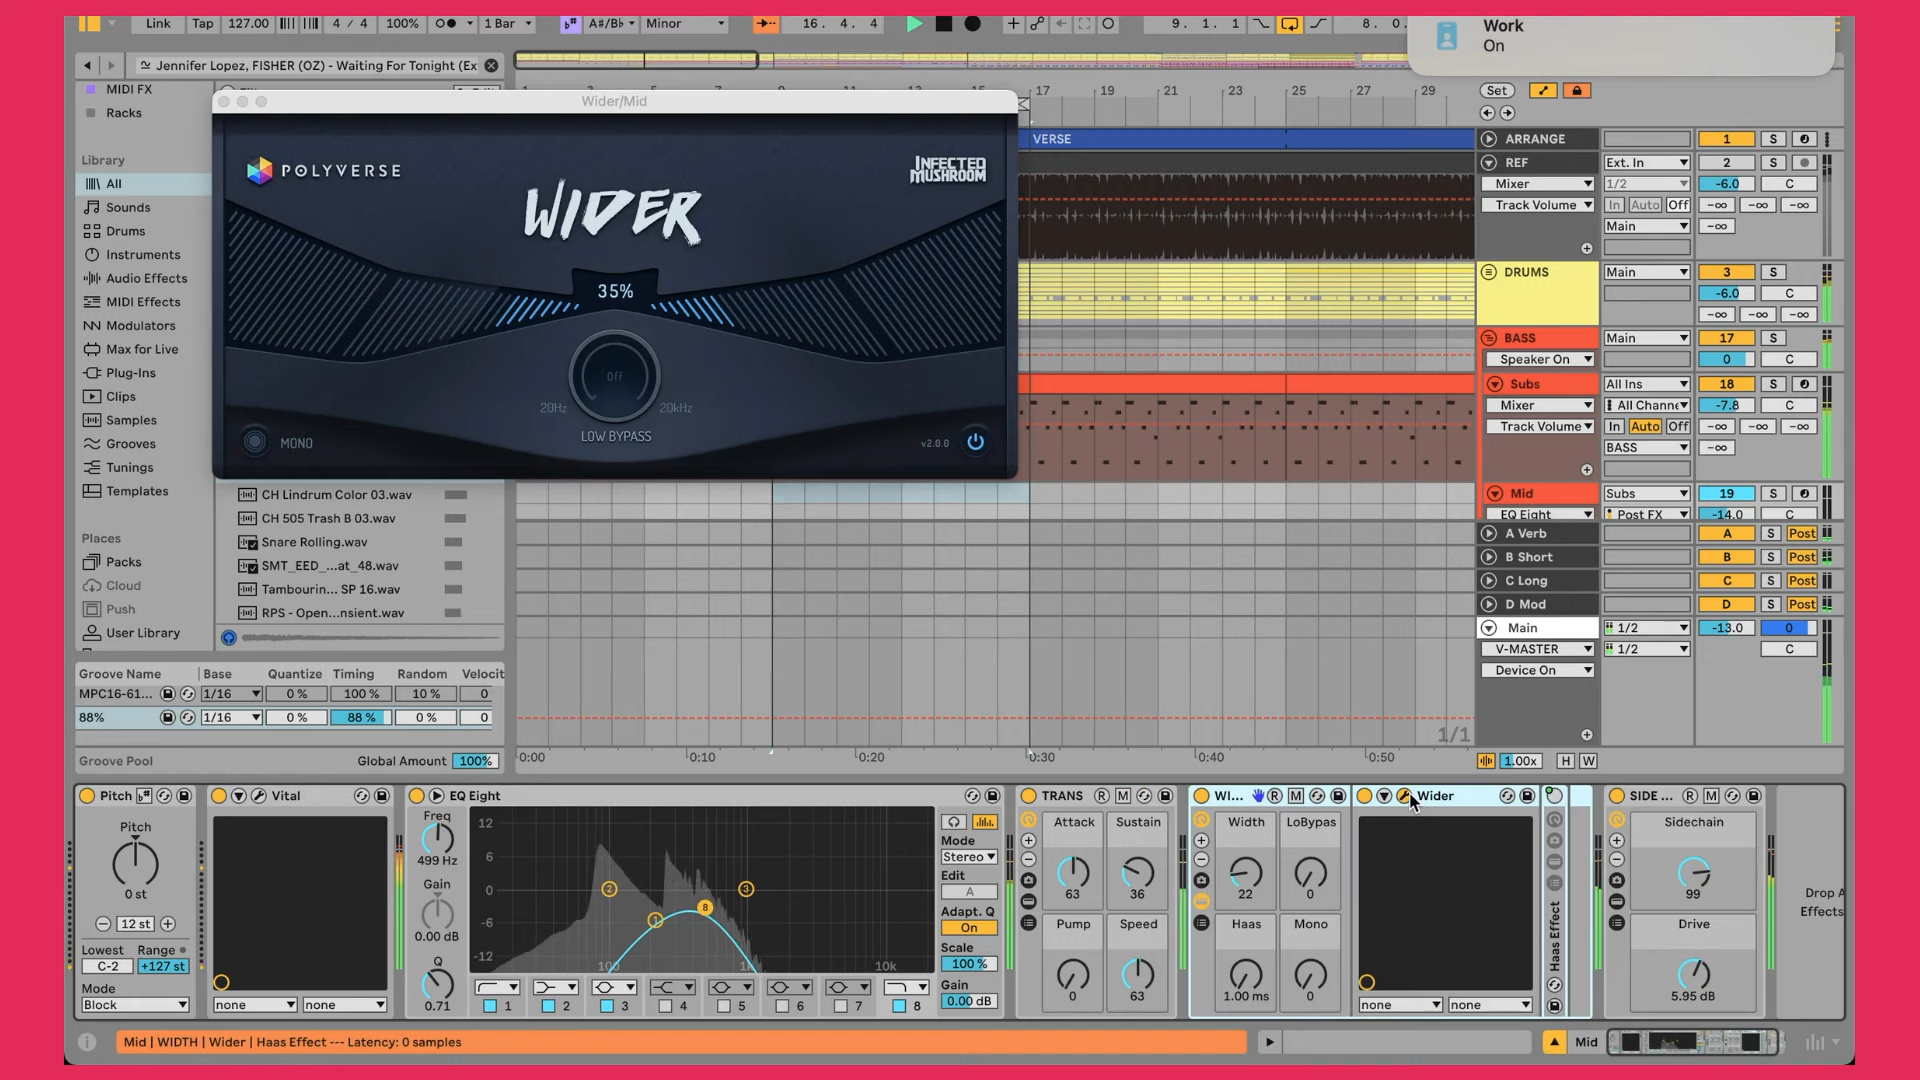 Link Tap 127.00 4 / 4 100% 1 Bar A#/B♭ Minor 16. 4. 4 9. 1. 1 8. 0.
Work
On
Jennifer Lopez, FISHER (OZ) - Waiting For Tonight (Ex
MIDI FX
Racks
Library
All
Sounds
Drums
Instruments
Audio Effects
MIDI Effects
Modulators
Max for Live
Plug-Ins
Clips
Samples
Grooves
Tunings
Templates
Places
Packs
Cloud
Push
User Library
Wider/Mid
POLYVERSE
INFECTED MUSHROOM
WIDER
35%
Off
20Hz 20kHz
LOW BYPASS
MONO
v2.0.0
CH Lindrum Color 03.wav
CH 505 Trash B 03.wav
Snare Rolling.wav
SMT_EED_...at_48.wav
Tambourin... SP 16.wav
RPS - Open...nsient.wav
17 19 21 23 25 27 29
Set
VERSE
ARRANGE 1 S
REF Ext. In 2 S
Mixer 1/2 -6.0 C
Track Volume In Auto Off -∞ -∞ -∞
Main -∞
DRUMS Main 3 S
-6.0 C
-∞ -∞ -∞
BASS Main 17 S
Speaker On 0 C
Subs All Ins 18 S
Mixer All Channe -7.8 C
Track Volume In Auto Off -∞ -∞ -∞
BASS -∞
Mid Subs 19 S
EQ Eight Post FX -14.0 C
A Verb A S Post
B Short B S Post
C Long C S Post
D Mod D S Post
Main 1/2 -13.0 0
V-MASTER 1/2 C
Device On
1/1
0:00 0:10 0:20 0:30 0:40 0:50
1.00x H W
Groove Name Base Quantize Timing Random Velocit
MPC16-61... 1/16 0 % 100 % 10 % 0
88% 1/16 0 % 88 % 0 % 0
Groove Pool Global Amount 100%
Pitch
Pitch
0 st
12 st
Lowest Range
C-2 +127 st
Mode
Block
Vital
none none
EQ Eight
Freq
499 Hz
Gain
0.00 dB
Q
0.71
12
6
0
-6
-12
100 1k 10k
1 2 3 8
1 2 3 4 5 6 7 8
Mode
Stereo
Edit
A
Adapt. Q
On
Scale
100 %
Gain
0.00 dB
TRANS R M
Attack Sustain
63 36
Pump Speed
0 63
WI... R M
Width LoBypas
22 0
Haas Mono
1.00 ms 0
Wider
none none
Haas Effect
SIDE ... R M
Sidechain
99
Drive
5.95 dB
Drop A
Effects
Mid | WIDTH | Wider | Haas Effect --- Latency: 0 samples
Mid